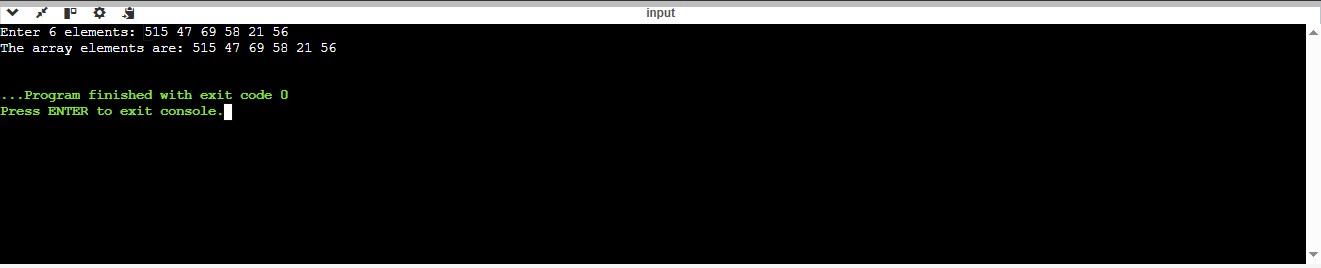 input
Enter 6 elements: 515 47 69 58 21 56
The array elements are: 515 47 69 58 21 56
...Program finished with exit code 0
Press ENTER to exit console.